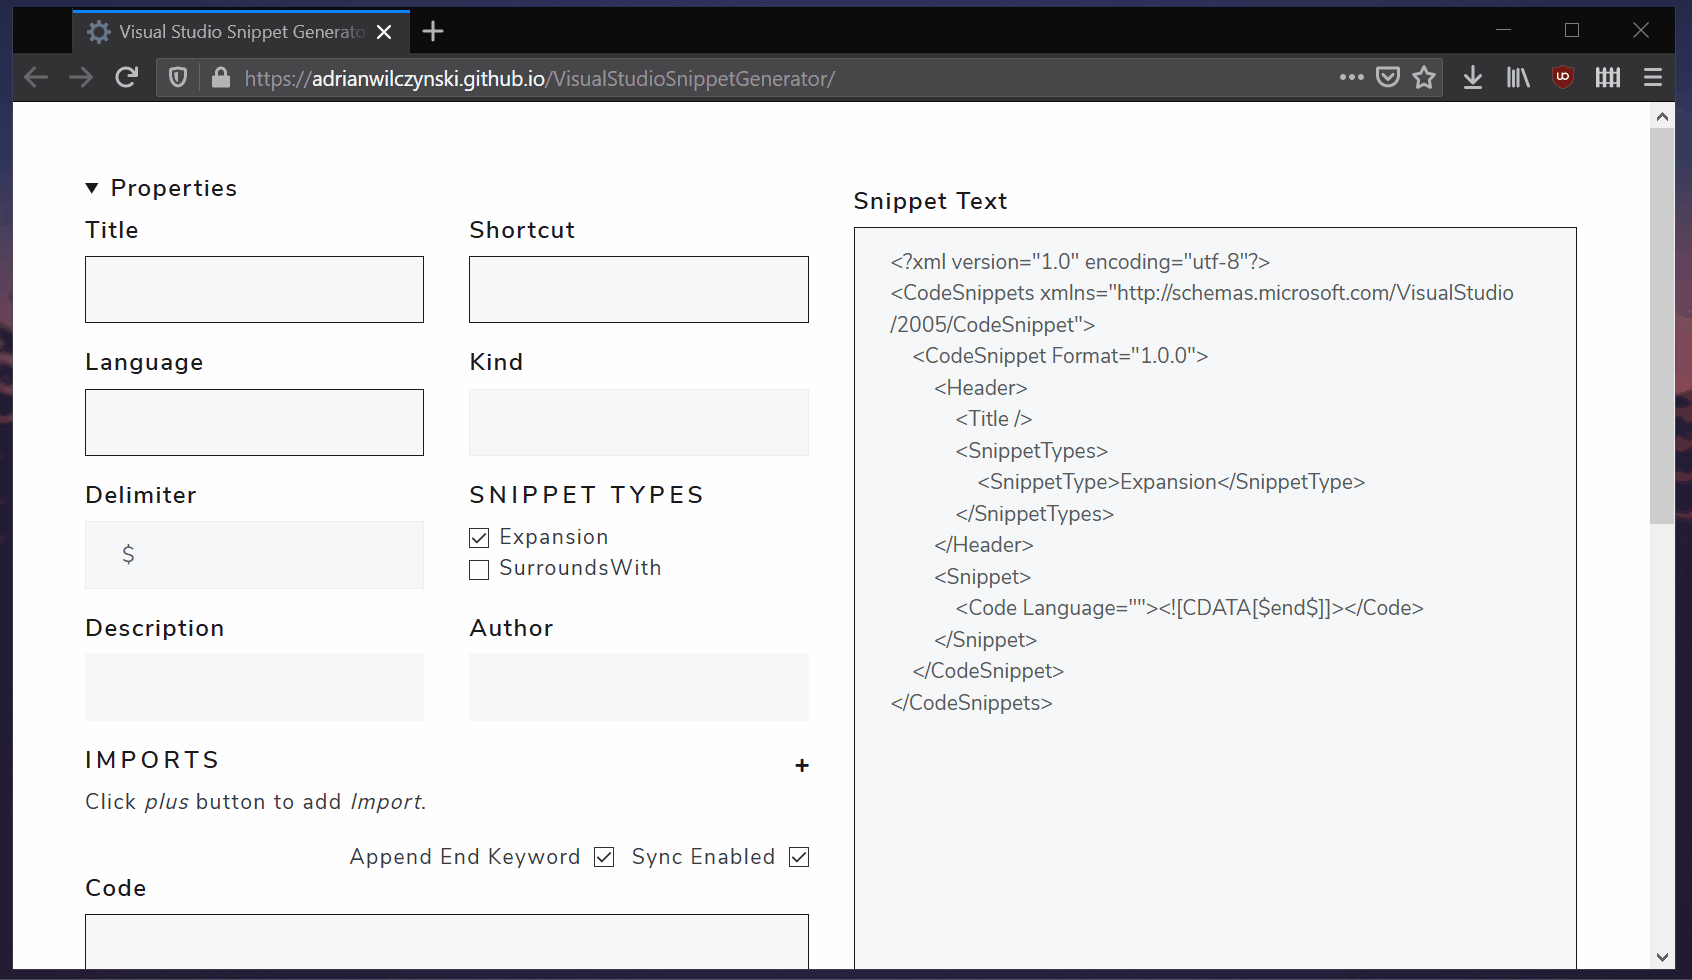 Visual Studio Snippet Generato
https://adrianwilczynski.github.io/VisualStudioSnippetGenerator/
Properties
Title
Shortcut
Language
Kind
Delimiter
$
SNIPPET TYPES
Expansion
SurroundsWith
Description
Author
IMPORTS
+
Click plus button to add Import.
Append End Keyword
Sync Enabled
Code
Snippet Text
<?xml version="1.0" encoding="utf-8"?>
<CodeSnippets xmlns="http://schemas.microsoft.com/VisualStudio
/2005/CodeSnippet">
<CodeSnippet Format="1.0.0">
<Header>
<Title />
<SnippetTypes>
<SnippetType>Expansion</SnippetType>
</SnippetTypes>
</Header>
<Snippet>
<Code Language=""><![CDATA[$end$]]></Code>
</Snippet>
</CodeSnippet>
</CodeSnippets>